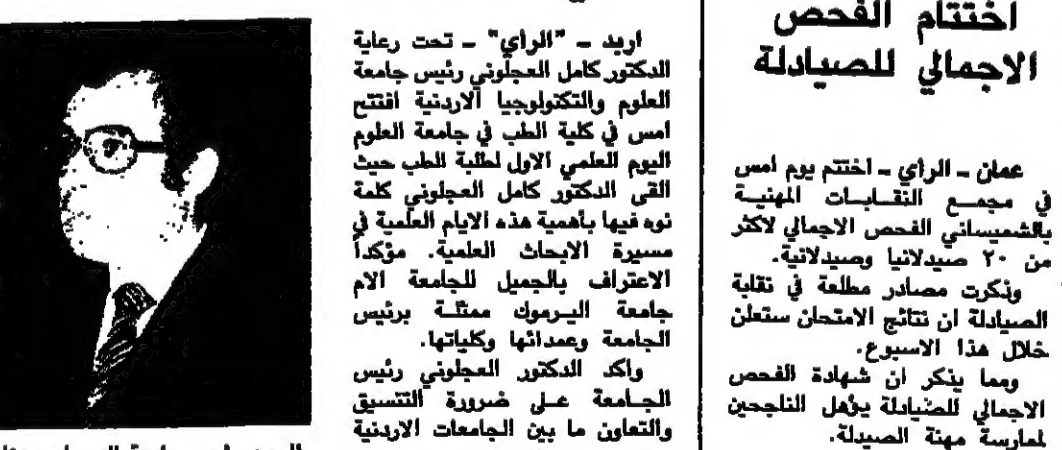 اختتام الفحص
الاجمالي للصيادلة
عمان ـ الراي ـ اختتم يوم امس
في مجمع النقابات المهنية
بالشميساني الفحص الاجمالي لاكثر
من ٢٠ صيدلانيا وصيدلانية.
وذكرت مصادر مطلعة في نقابة
الصيادلة ان نتائج الامتحان ستعلن
خلال هذا الاسبوع.
ومما يذكر ان شهادة الفحص
الاجمالي للصيادلة يؤهل الناجحين
لممارسة مهنة الصيدلة.
اربد ـ "الراي" ـ تحت رعاية
الدكتور كامل العجلوني رئيس جامعة
العلوم والتكنولوجيا الاردنية افتتح
امس في كلية الطب في جامعة العلوم
اليوم العلمي الاول لطلبة الطب حيث
القى الدكتور كامل العجلوني كلمة
نوه فيها بأهمية هذه الايام العلمية في
مسيرة الابحاث العلمية. مؤكداً
الاعتراف بالجميل للجامعة الام
جامعة اليرموك ممثلة برئيس
الجامعة وعمدائها وكلياتها.
واكد الدكتور العجلوني رئيس
الجامعة على ضرورة التنسيق
والتعاون ما بين الجامعات الاردنية